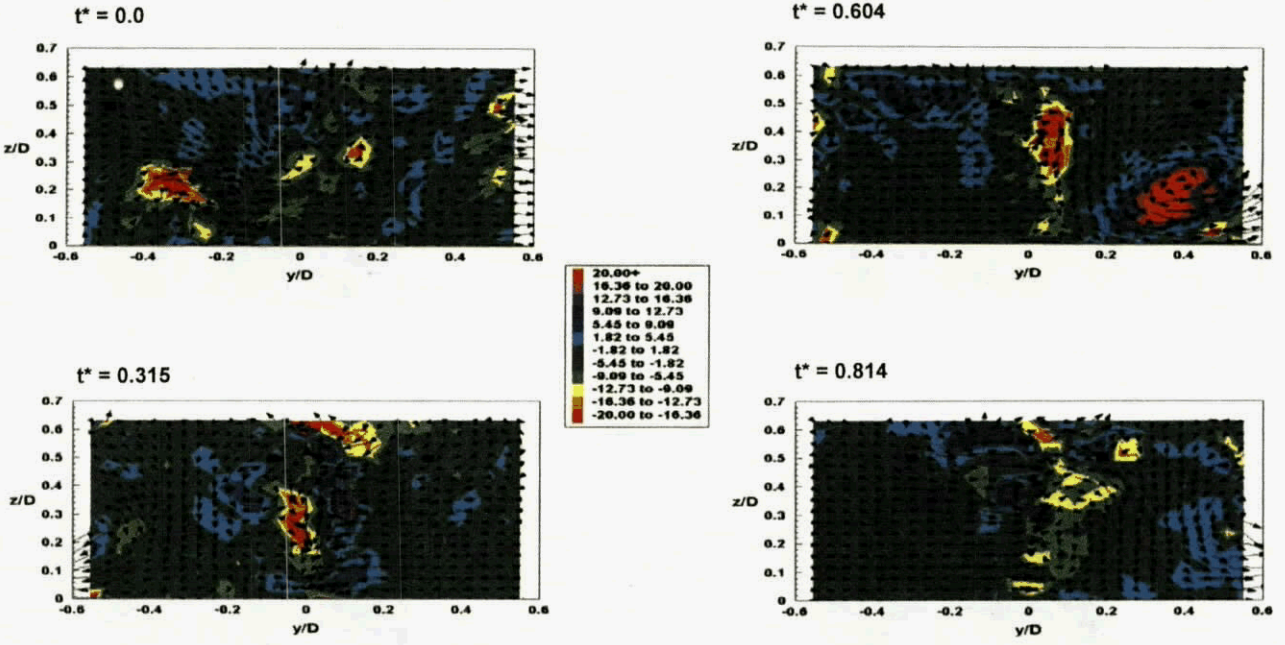 t* = 0.0
0.7
0.6
0.5
0.4
0.3
0.2
0.1
0
z/D
-0.6
-0.4
-0.2
0
0.2
0.4
0.6
y/D
t* = 0.604
0.7
0.6
0.5
0.4
0.3
0.2
0.1
0
z/D
-0.6
-0.4
-0.2
0
0.2
0.4
0.6
y/D
20.00+
16.36 to 20.00
12.73 to 16.36
9.09 to 12.73
5.45 to 9.09
1.82 to 5.45
-1.82 to 1.82
-5.45 to -1.82
-9.09 to -5.45
-12.73 to -9.09
-16.36 to -12.73
-20.00 to -16.36
t* = 0.315
0.7
0.6
0.5
0.4
0.3
0.2
0.1
0
z/D
-0.6
-0.4
-0.2
0
0.2
0.4
0.6
y/D
t* = 0.814
0.7
0.6
0.5
0.4
0.3
0.2
0.1
0
z/D
-0.6
-0.4
-0.2
0
0.2
0.4
0.6
y/D